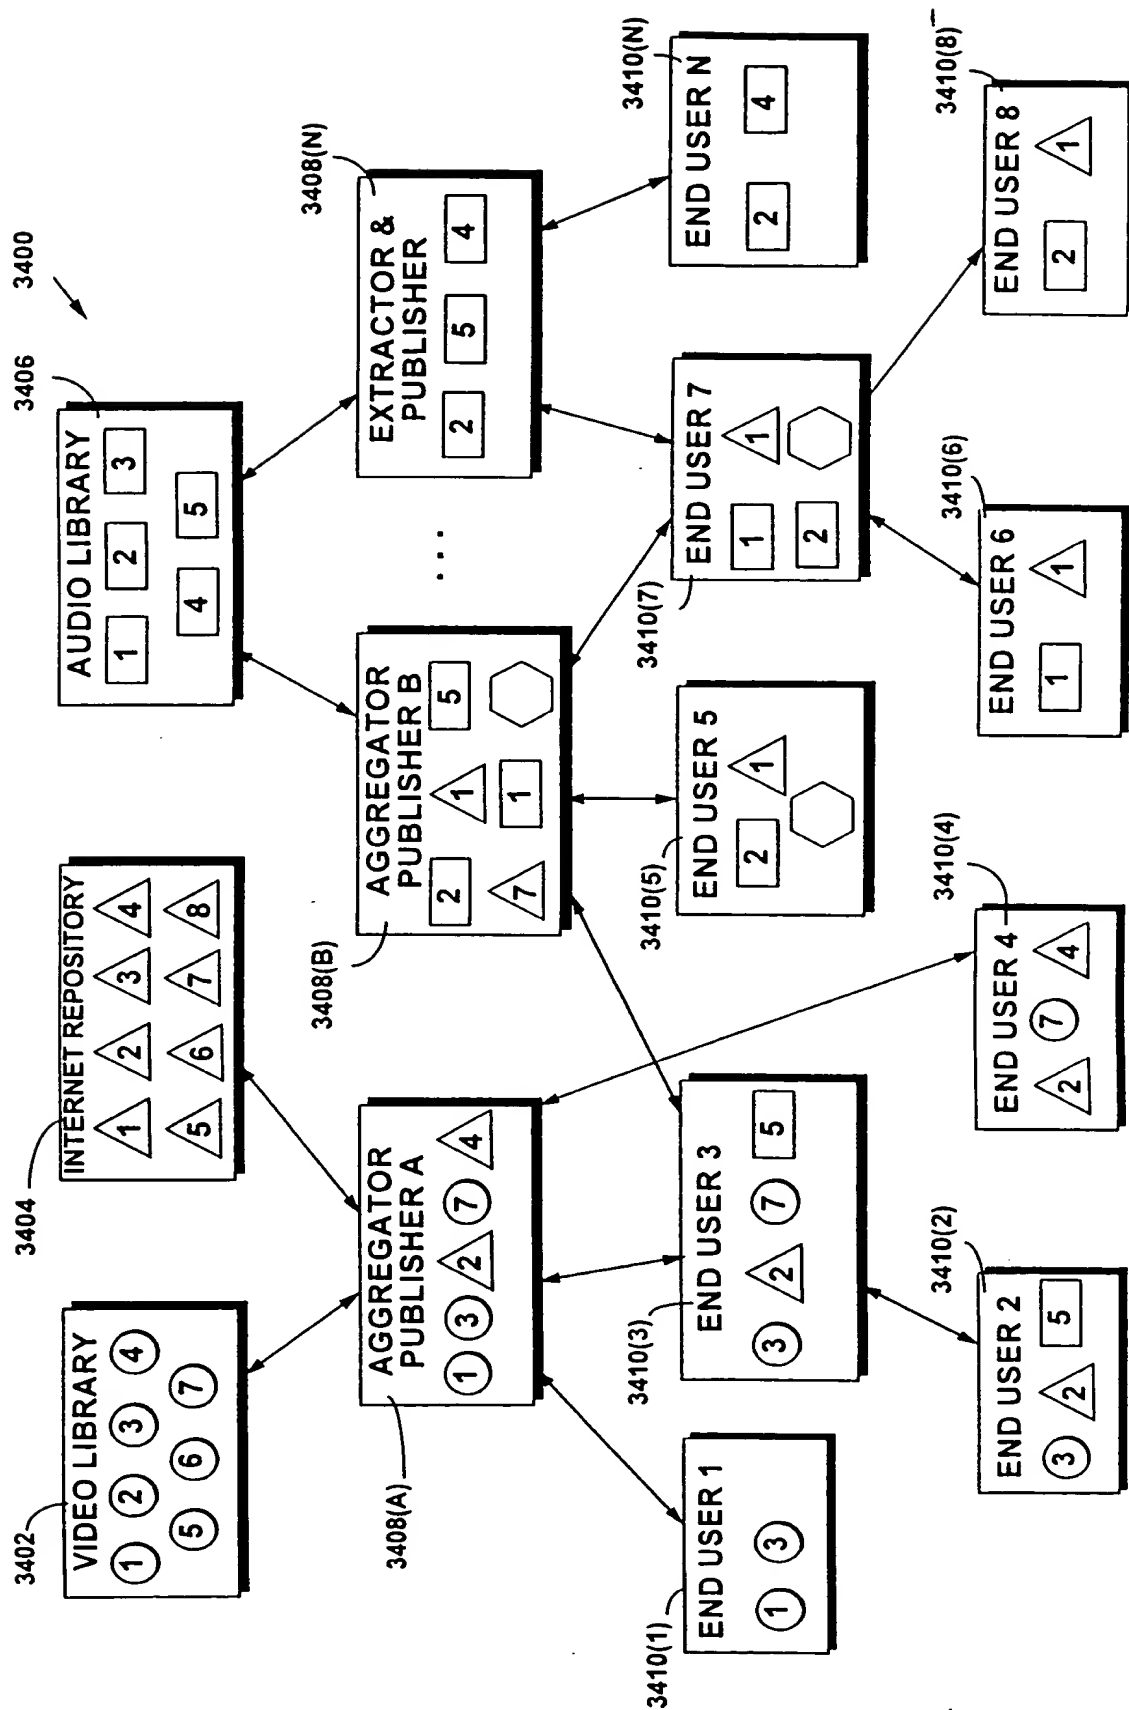 3400
3402
VIDEO LIBRARY
1 2 3 4
5 6 7
3404
INTERNET REPOSITORY
1 2 3 4
5 6 7 8
3406
AUDIO LIBRARY
1 2 3
4 5
3408(A)
AGGREGATOR
PUBLISHER A
1 3 2 7 4
3408(B)
AGGREGATOR
PUBLISHER B
2 1 5
7 1
...
3408(N)
EXTRACTOR &
PUBLISHER
2 5 4
3410(1)
END USER 1
1 3
3410(3)
END USER 3
3 2 7 5
3410(5)
END USER 5
2 1
3410(7)
END USER 7
1 1
2
3410(N)
END USER N
2 4
3410(2)
END USER 2
3 2 5
3410(4)
END USER 4
2 7 4
3410(6)
END USER 6
1 1
3410(8)
END USER 8
2 1